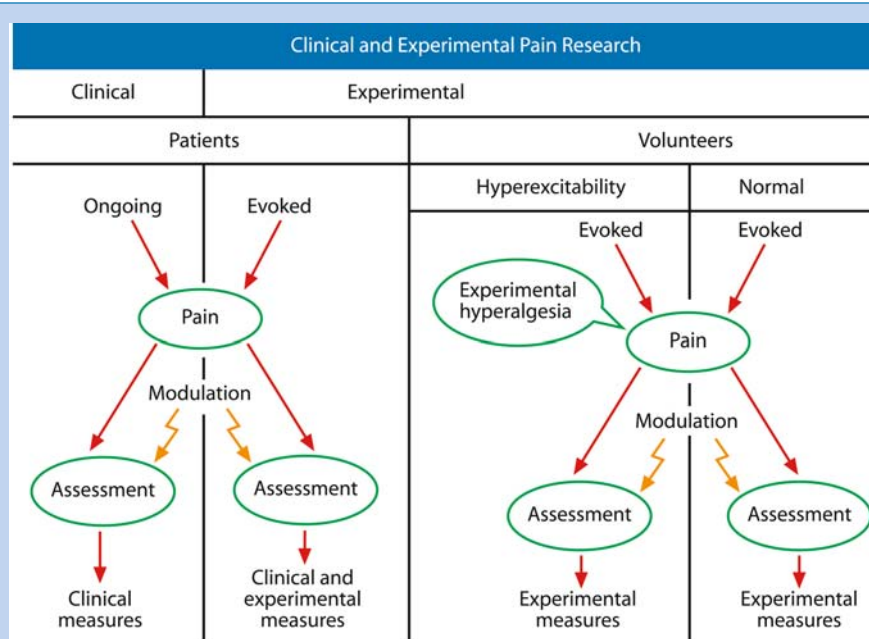 Clinical and Experimental Pain Research
Clinical
Experimental
Patients
Volunteers
Hyperexcitability
Normal
Ongoing
Evoked
Evoked
Evoked
Experimental
hyperalgesia
Pain
Pain
Modulation
Modulation
Assessment
Assessment
Assessment
Assessment
Clinical
measures
Clinical and
experimental
measures
Experimental
measures
Experimental
measures